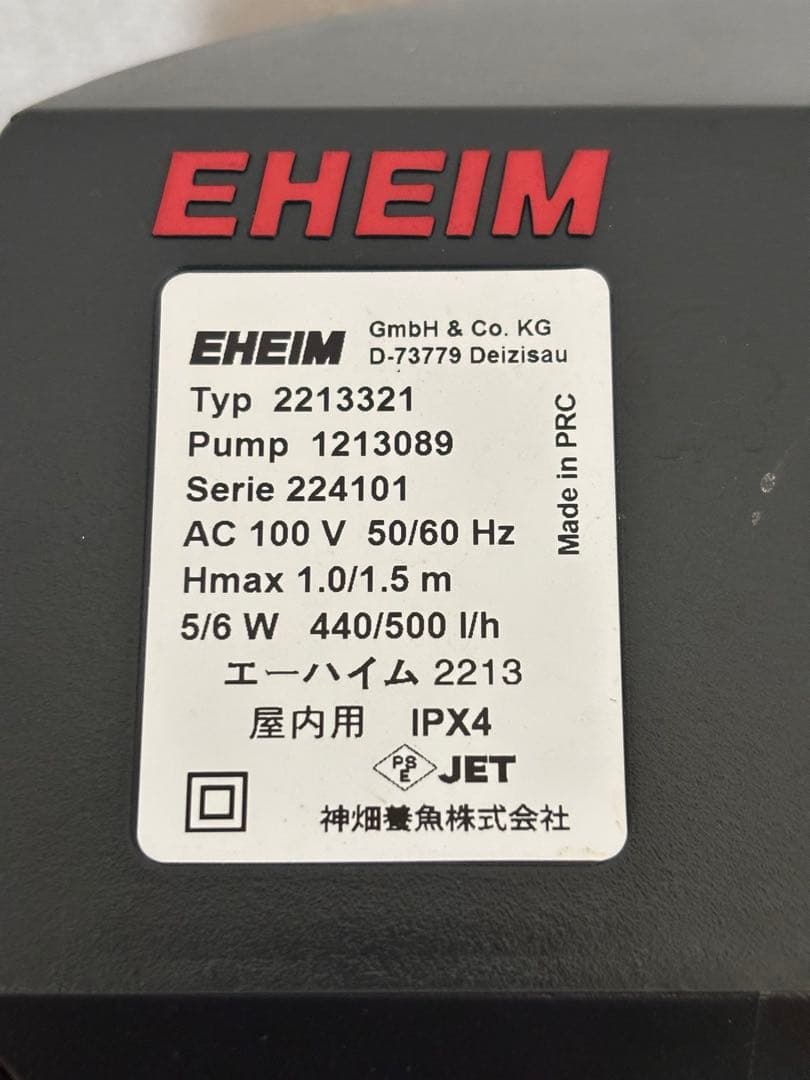 EHEIM
EHEIM GmbH & Co. KG
D-73779 Deizisau
Typ 2213321
Pump 1213089
Serie 224101
AC 100 V 50/60 Hz
Hmax 1.0/1.5 m
5/6 W 440/500 l/h
Made in PRC
エーハイム 2213
屋内用 IPX4
PSE JET
神畑養魚株式会社